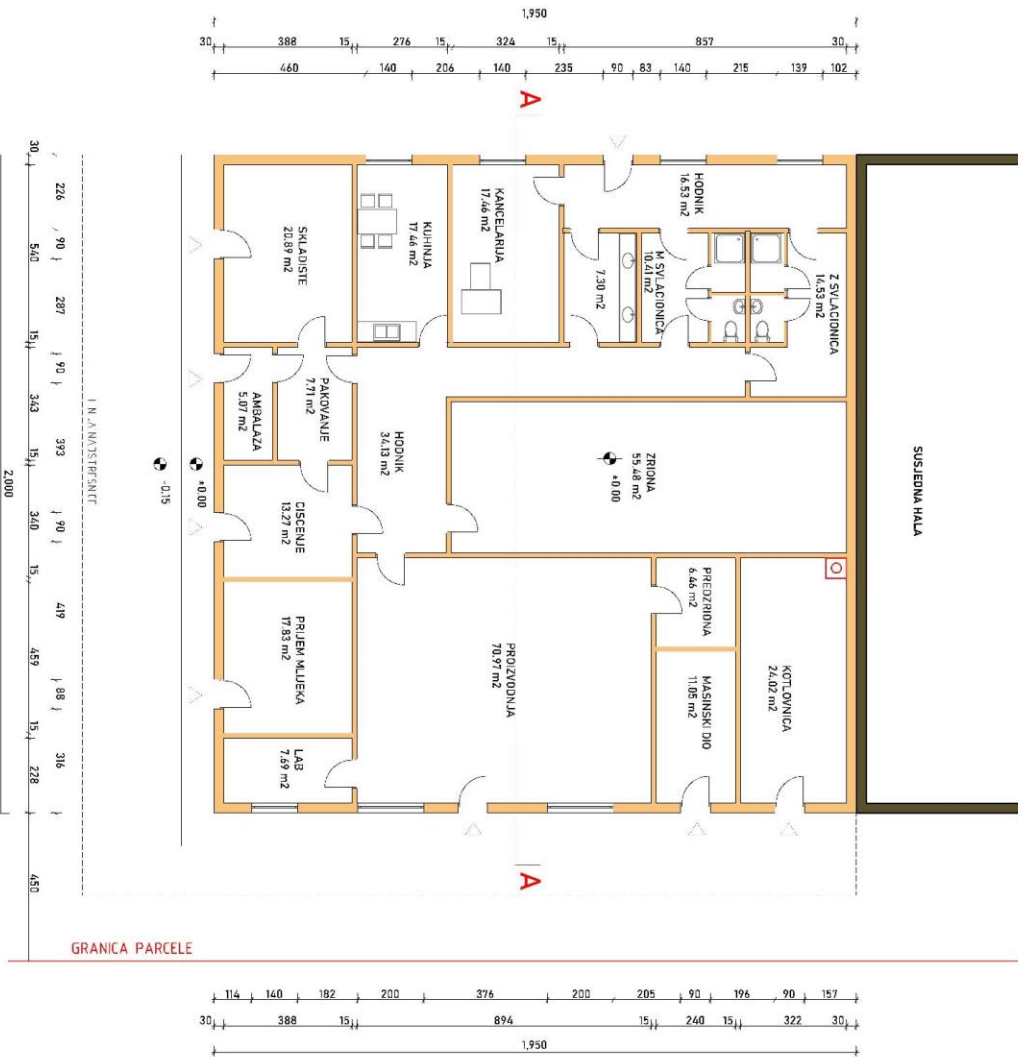 1,950
30 388 15 276 15 324 15 857 30
460 140 206 140 235 90 83 140 215 139 102
A
HODNIK
16.53 m2
KANCELARIJA
17.46 m2
KUHINJA
17.46 m2
SKLADISTE
20.89 m2
7.30 m2
M SVLACIONICA
10.41 m2
Z SVLACIONICA
14.53 m2
AMBALAZA
5.07 m2
PAKOVANJE
7.71 m2
HODNIK
34.13 m2
ZRIONA
55.48 m2
±0.00
SUSJEDNA HALA
CISCENJE
13.27 m2
PRIJEM MLIJEKA
17.83 m2
LAB
7.69 m2
PROIZVODNJA
70.97 m2
PREDZRIONA
6.46 m2
MASINSKI DIO
11.05 m2
KOTLOVNICA
24.02 m2
±0.00
-0.15
226 90 287 90 393 90 419 88 316
30 540 15 343 15 340 15 459 15 228 450
2,000
A
GRANICA PARCELE
114 140 182 200 376 200 205 90 196 90 157
30 388 15 894 15 240 15 322 30
1,950